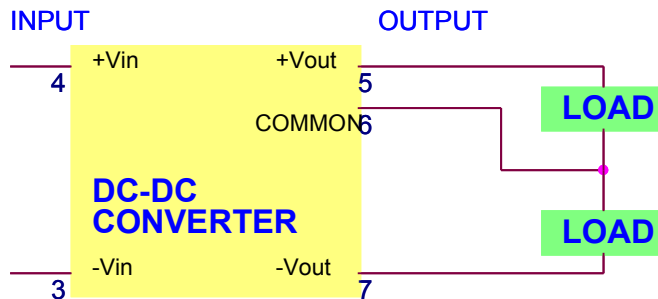 INPUT OUTPUT
+Vin +Vout
4 5
COMMON 6
LOAD
DC-DC
CONVERTER
LOAD
-Vin -Vout
3 7